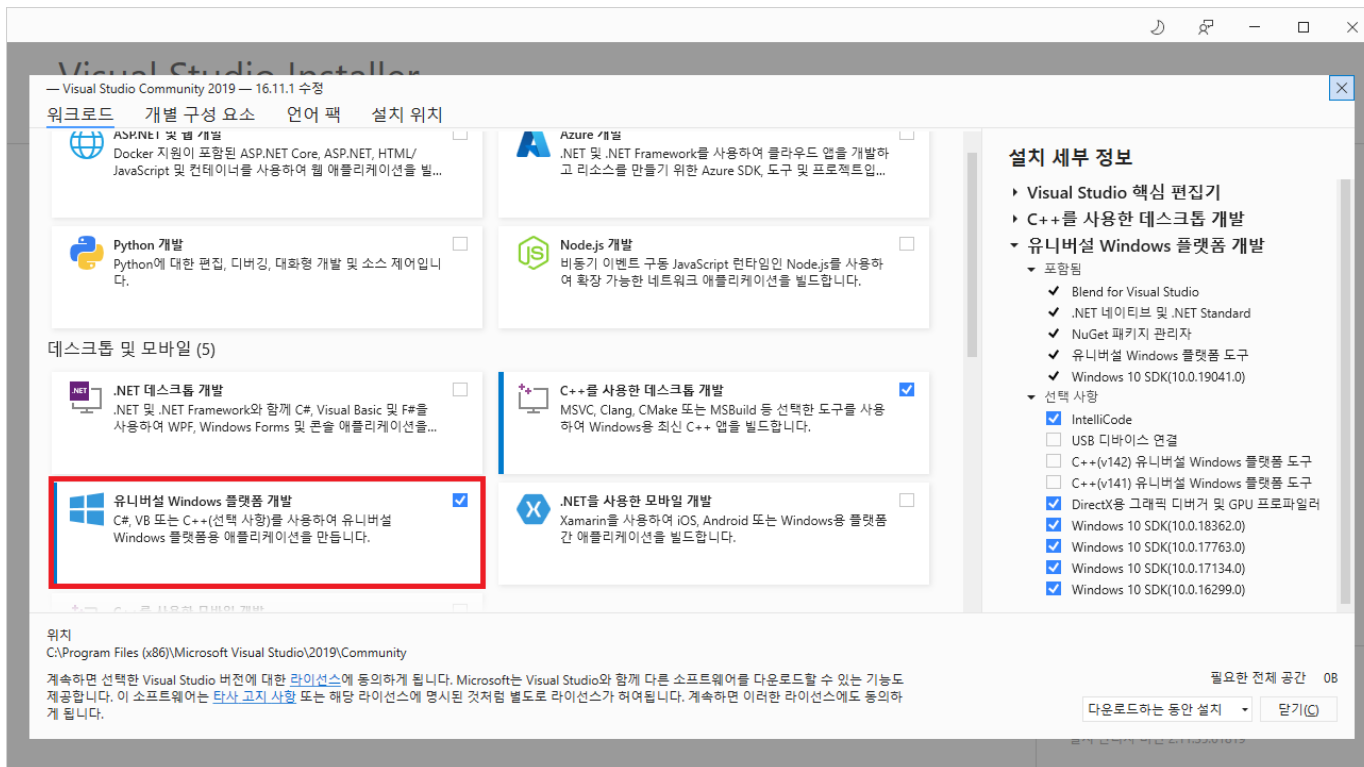 Visual Studio Installer
— Visual Studio Community 2019 — 16.11.1 수정
워크로드 개별 구성 요소 언어 팩 설치 위치
ASP.NET 및 웹 개발
Docker 지원이 포함된 ASP.NET Core, ASP.NET, HTML/
JavaScript 및 컨테이너를 사용하여 웹 애플리케이션을 빌...
Azure 개발
.NET 및 .NET Framework를 사용하여 클라우드 앱을 개발하
고 리소스를 만들기 위한 Azure SDK, 도구 및 프로젝트입...
Python 개발
Python에 대한 편집, 디버깅, 대화형 개발 및 소스 제어입니
다.
JS
Node.js 개발
비동기 이벤트 구동 JavaScript 런타임인 Node.js를 사용하
여 확장 가능한 네트워크 애플리케이션을 빌드합니다.
데스크톱 및 모바일 (5)
.NET
.NET 데스크톱 개발
.NET 및 .NET Framework와 함께 C#, Visual Basic 및 F#을
사용하여 WPF, Windows Forms 및 콘솔 애플리케이션을...
C++를 사용한 데스크톱 개발
MSVC, Clang, CMake 또는 MSBuild 등 선택한 도구를 사용
하여 Windows용 최신 C++ 앱을 빌드합니다.
유니버설 Windows 플랫폼 개발
C#, VB 또는 C++(선택 사항)를 사용하여 유니버설
Windows 플랫폼용 애플리케이션을 만듭니다.
.NET을 사용한 모바일 개발
Xamarin을 사용하여 iOS, Android 또는 Windows용 플랫폼
간 애플리케이션을 빌드합니다.
C++를 사용한 모바일 개발
설치 세부 정보
Visual Studio 핵심 편집기
C++를 사용한 데스크톱 개발
유니버설 Windows 플랫폼 개발
포함됨
Blend for Visual Studio
.NET 네이티브 및 .NET Standard
NuGet 패키지 관리자
유니버설 Windows 플랫폼 도구
Windows 10 SDK(10.0.19041.0)
선택 사항
IntelliCode
USB 디바이스 연결
C++(v142) 유니버설 Windows 플랫폼 도구
C++(v141) 유니버설 Windows 플랫폼 도구
DirectX용 그래픽 디버거 및 GPU 프로파일러
Windows 10 SDK(10.0.18362.0)
Windows 10 SDK(10.0.17763.0)
Windows 10 SDK(10.0.17134.0)
Windows 10 SDK(10.0.16299.0)
위치
C:\Program Files (x86)\Microsoft Visual Studio\2019\Community
계속하면 선택한 Visual Studio 버전에 대한 라이선스에 동의하게 됩니다. Microsoft는 Visual Studio와 함께 다른 소프트웨어를 다운로드할 수 있는 기능도
제공합니다. 이 소프트웨어는 타사 고지 사항 또는 해당 라이선스에 명시된 것처럼 별도로 라이선스가 허여됩니다. 계속하면 이러한 라이선스에도 동의하
게 됩니다.
필요한 전체 공간 0B
다운로드하는 동안 설치 닫기(C)